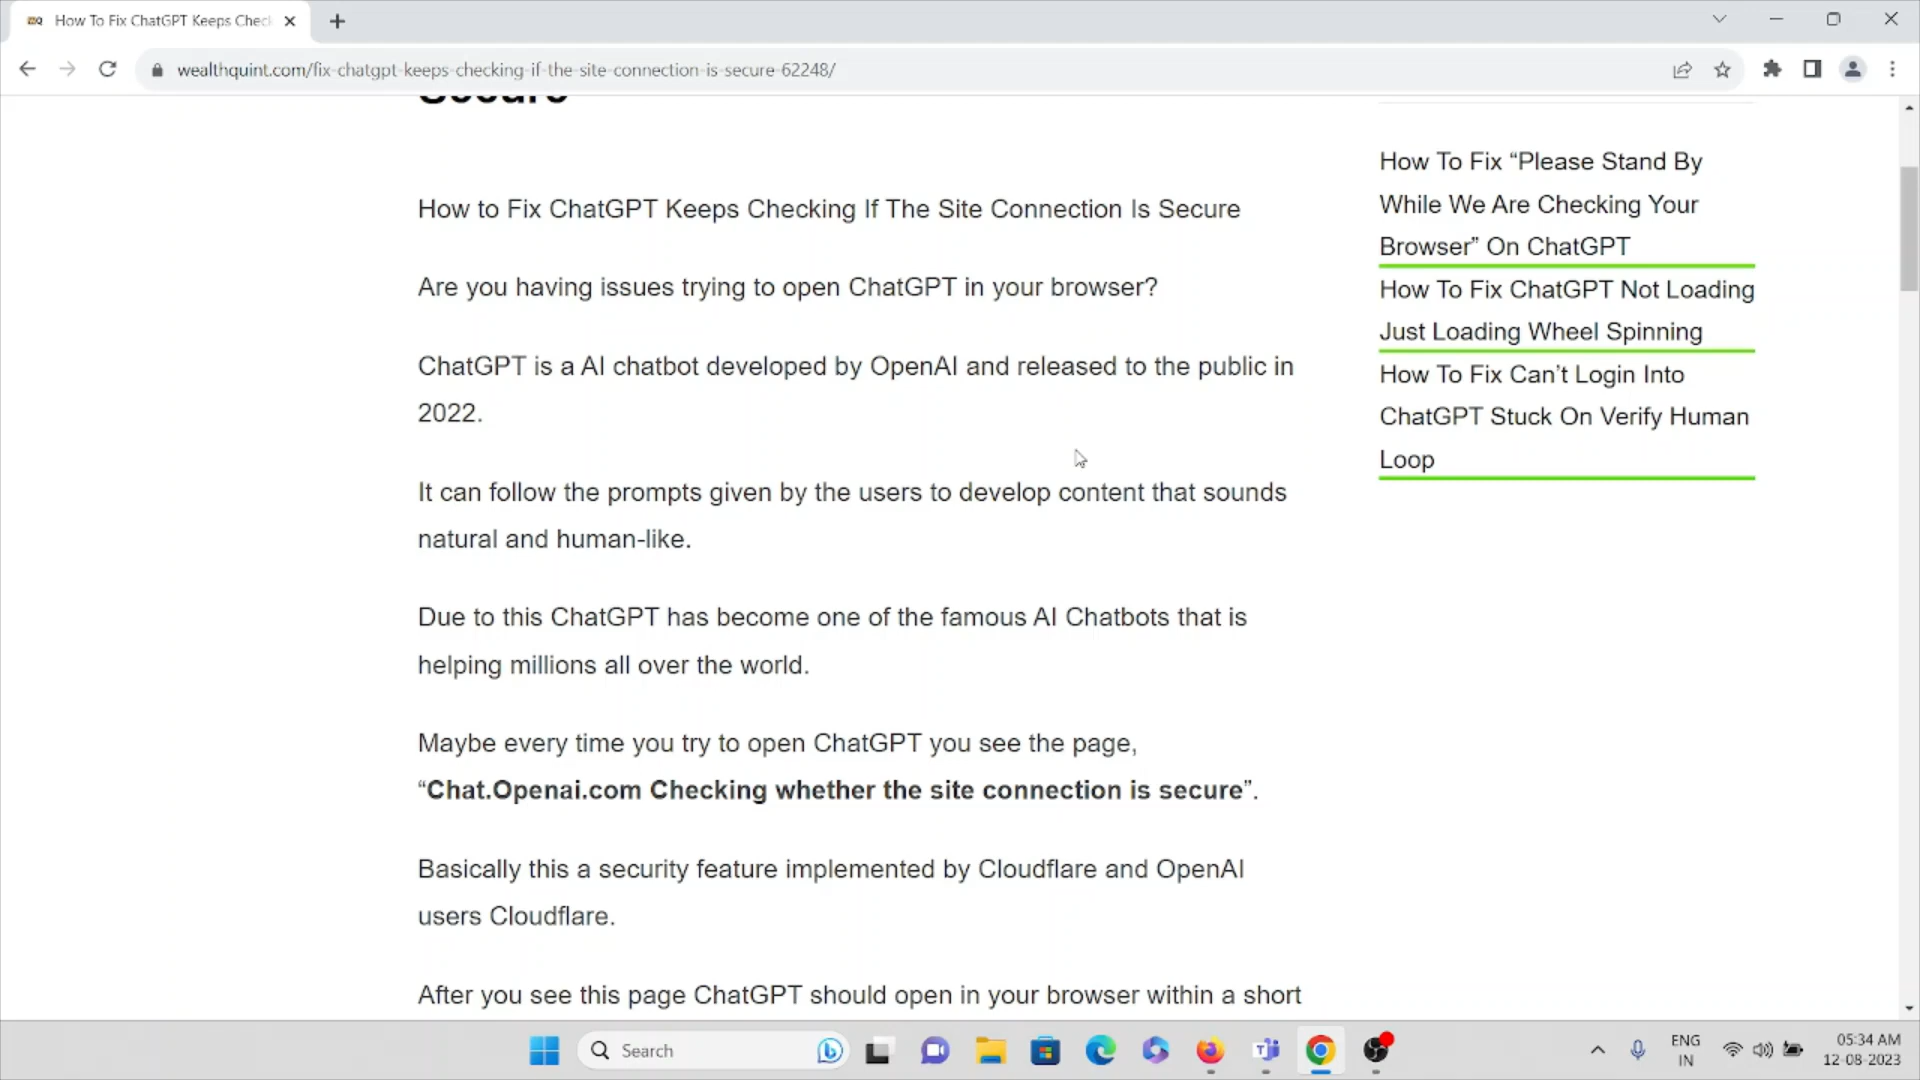 How To Fix ChatGPT Keeps Chec
wealthquint.com/fix-chatgpt-keeps-checking-if-the-site-connection-is-secure-62248/
Secure
How to Fix ChatGPT Keeps Checking If The Site Connection Is Secure
Are you having issues trying to open ChatGPT in your browser?
ChatGPT is a AI chatbot developed by OpenAI and released to the public in
2022.
It can follow the prompts given by the users to develop content that sounds
natural and human-like.
Due to this ChatGPT has become one of the famous AI Chatbots that is
helping millions all over the world.
Maybe every time you try to open ChatGPT you see the page,
“Chat.Openai.com Checking whether the site connection is secure”.
Basically this a security feature implemented by Cloudflare and OpenAI
users Cloudflare.
After you see this page ChatGPT should open in your browser within a short
How To Fix “Please Stand By
While We Are Checking Your
Browser” On ChatGPT
How To Fix ChatGPT Not Loading
Just Loading Wheel Spinning
How To Fix Can’t Login Into
ChatGPT Stuck On Verify Human
Loop
Search
ENG
IN
05:34 AM
12-08-2023